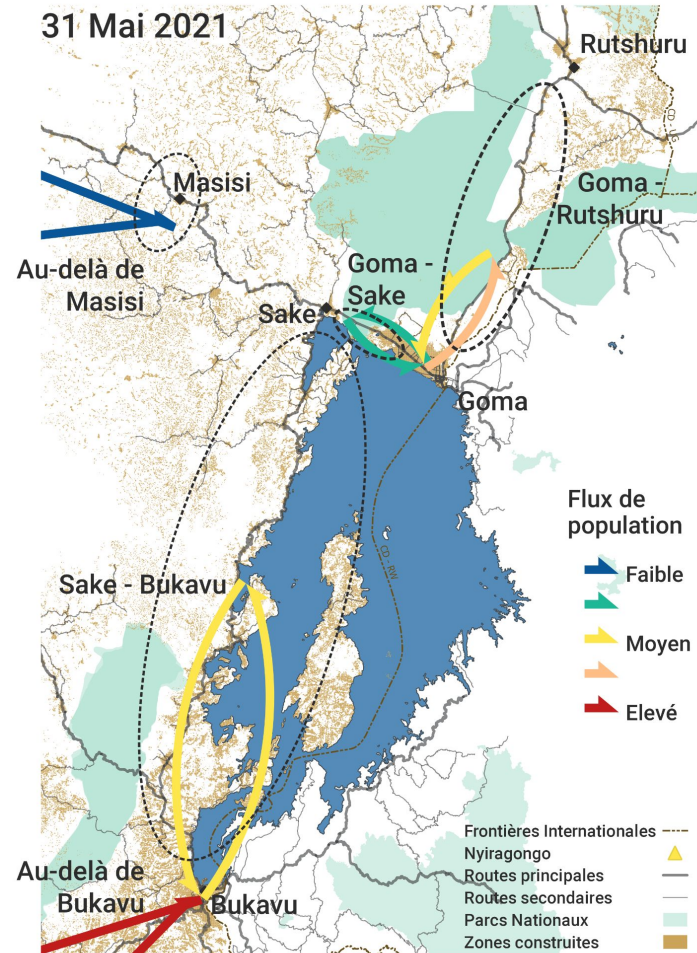 31 Mai 2021
Rutshuru
Masisi
Goma -
Rutshuru
Au-delà de
Masisi
Goma -
Sake
Sake
Goma
Flux de
population
Faible
Sake - Bukavu
Moyen
Elevé
CD - RW
Au-delà de
Bukavu
Bukavu
Frontières Internationales
Nyiragongo
Routes principales
Routes secondaires
Parcs Nationaux
Zones construites